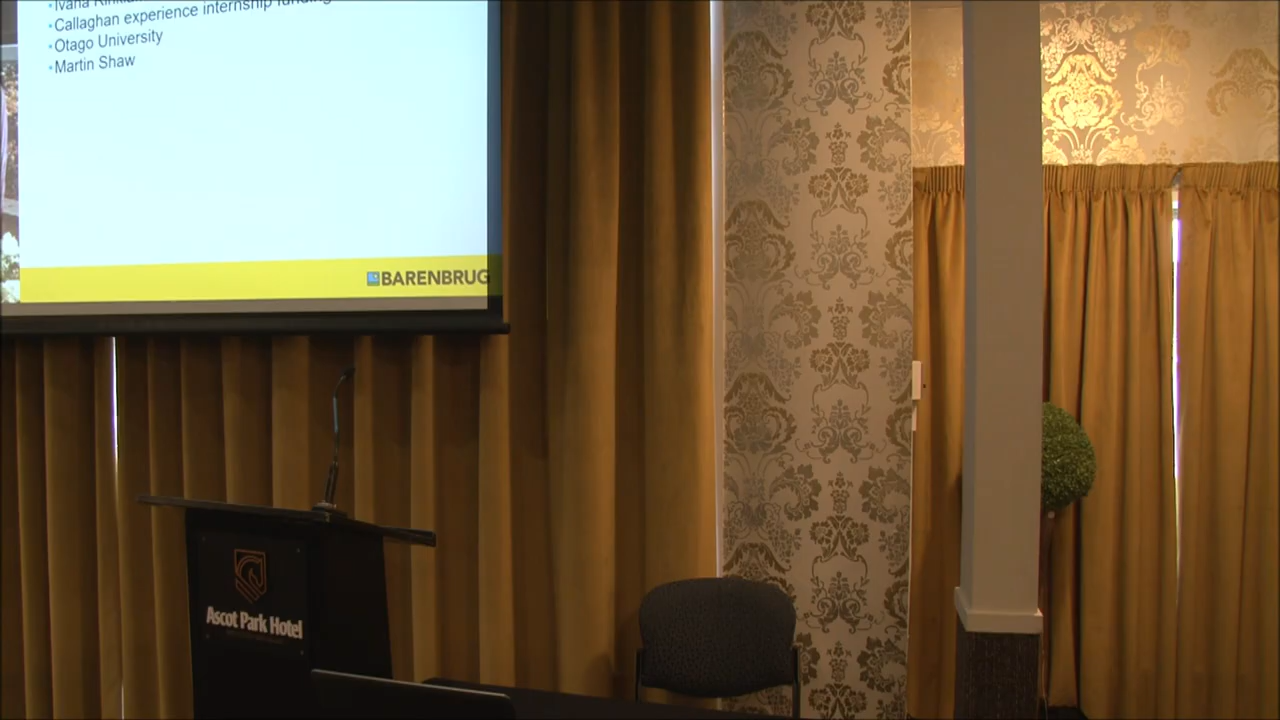 Callaghan experience internship funding
Otago University
Martin Shaw
BARENBRUG
Ascot Park Hotel